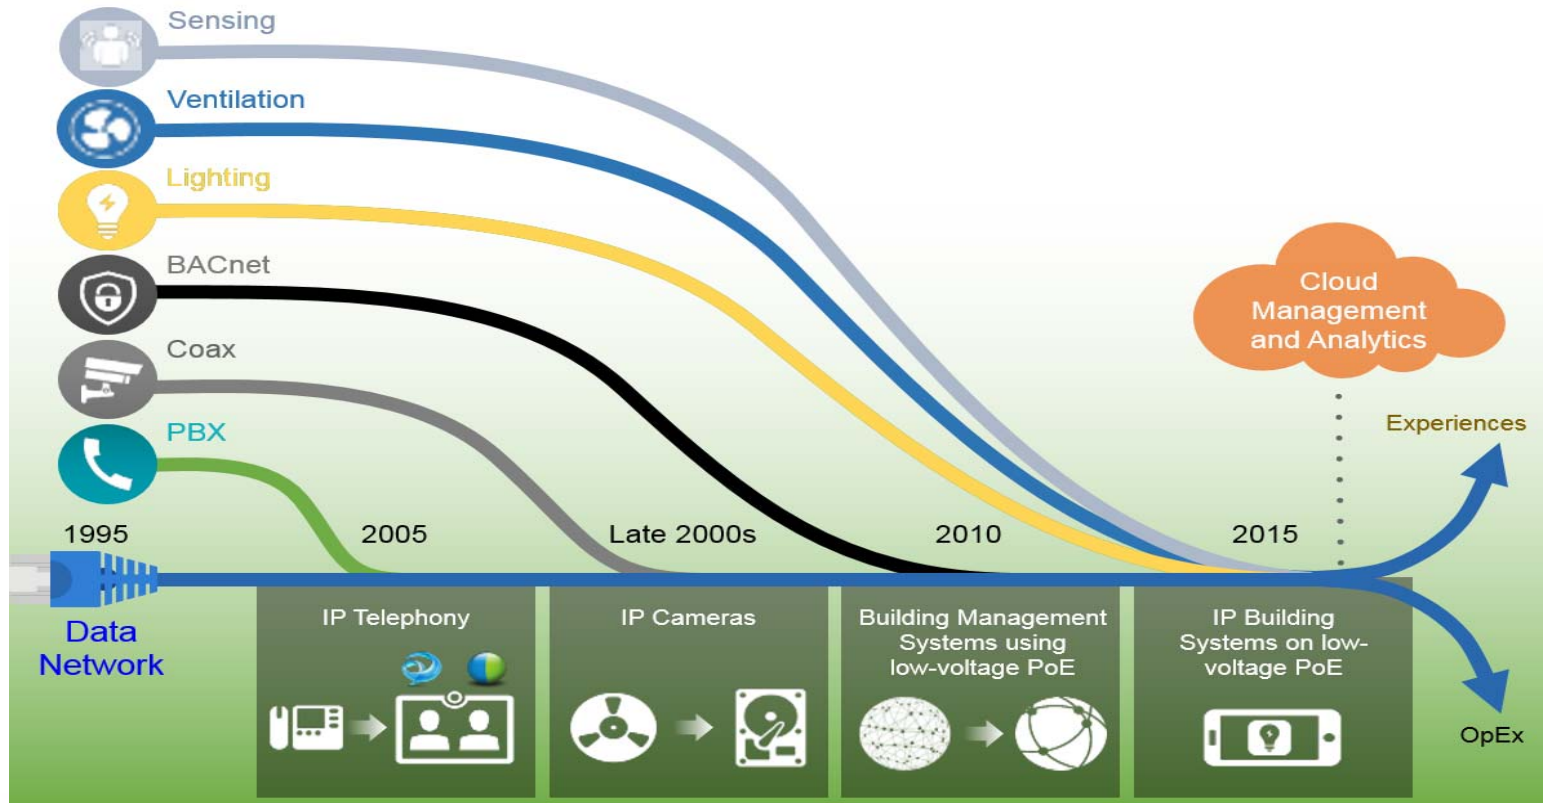 Sensing
Ventilation
Lighting
BACnet
Coax
PBX
1995
2005
Late 2000s
2010
2015
Cloud
Management
and Analytics
Experiences
Data
Network
IP Telephony
IP Cameras
Building Management
Systems using
low-voltage PoE
IP Building
Systems on low-
voltage PoE
OpEx